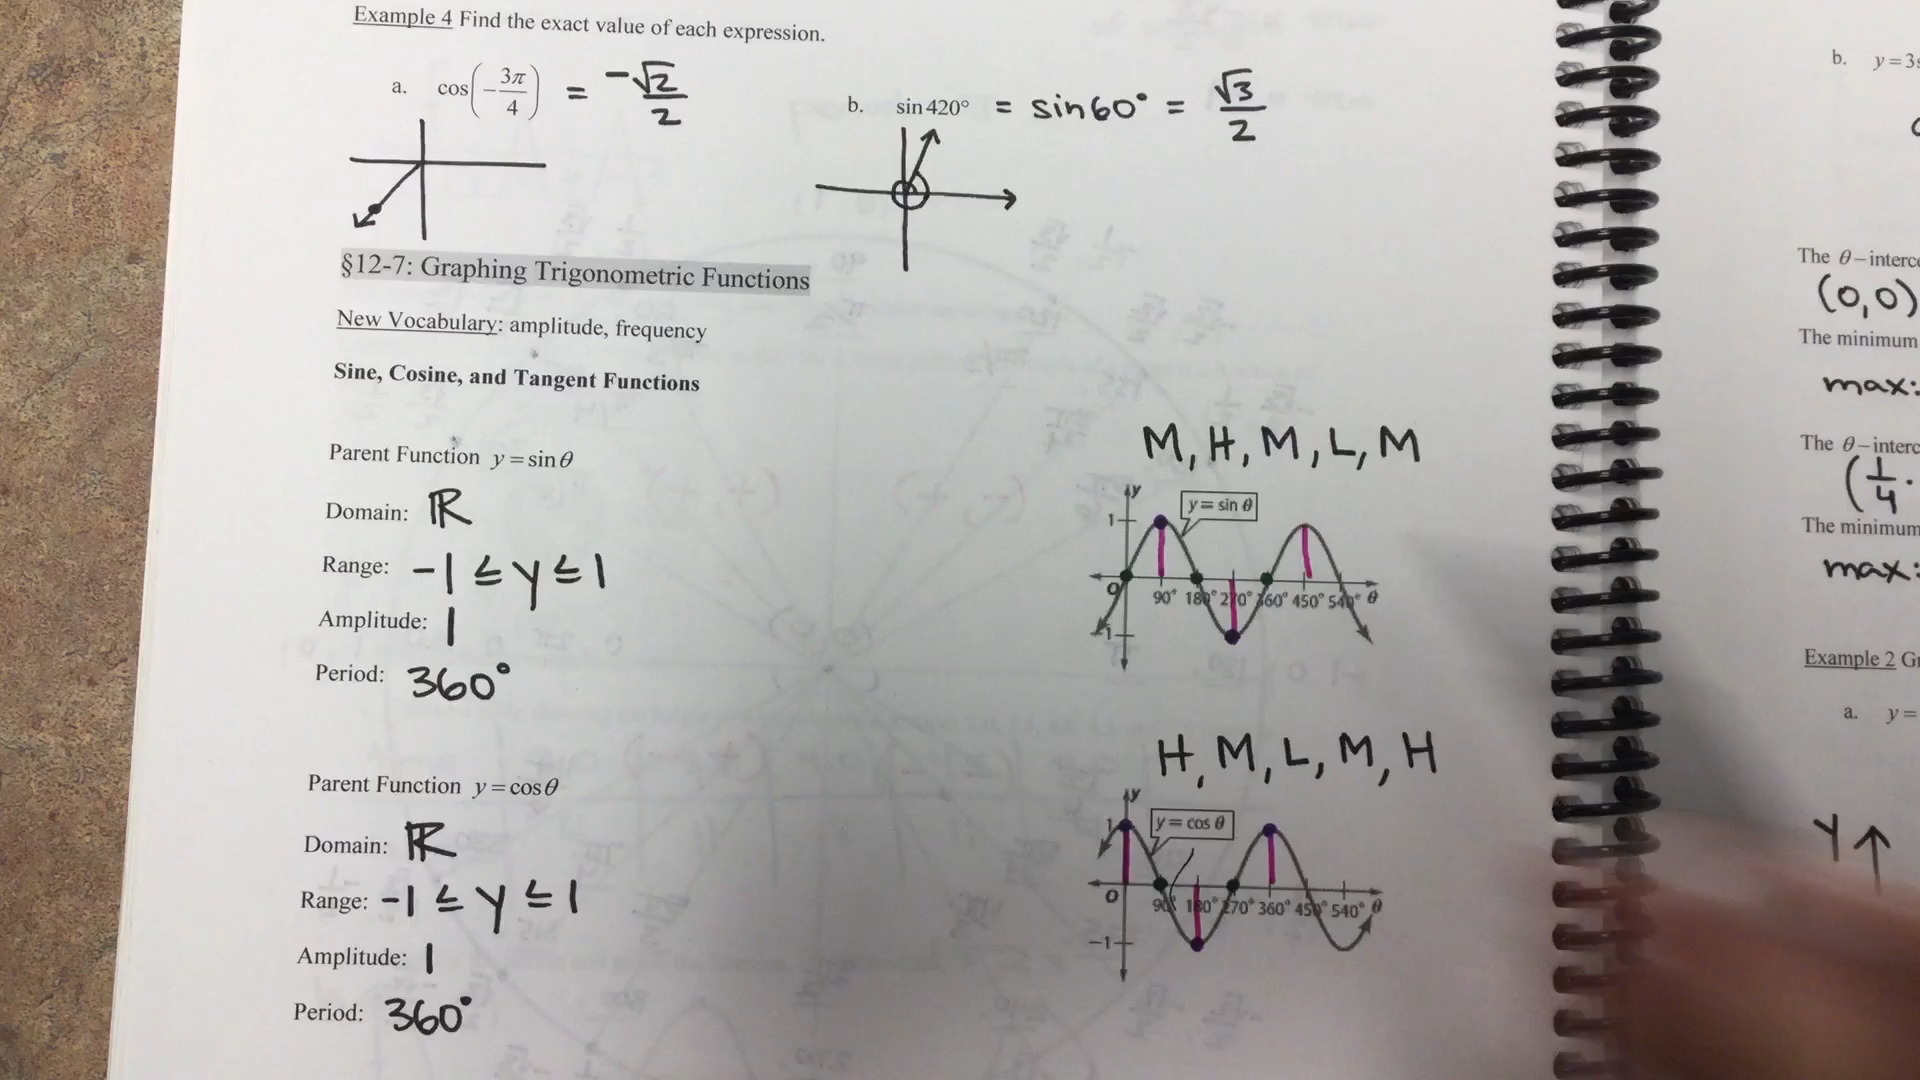 Example 4 Find the exact value of each expression.
a. cos(-3π/4) = -√2/2
b. sin 420° = sin 60° = √3/2
§12-7: Graphing Trigonometric Functions
New Vocabulary: amplitude, frequency
Sine, Cosine, and Tangent Functions
Parent Function y = sin θ
Domain: ℝ
Range: -1 ≤ y ≤ 1
Amplitude: 1
Period: 360°
M, H, M, L, M
y
y = sin θ
1
O 90° 180° 270° 360° 450° 540° θ
-1
Parent Function y = cos θ
Domain: ℝ
Range: -1 ≤ y ≤ 1
Amplitude: 1
Period: 360°
H, M, L, M, H
y
1
y = cos θ
O 90° 180° 270° 360° 450° 540° θ
-1
b. y = 3
The θ-interc
(0,0)
The minimum
max:
The θ-interc
(1/4 ·
The minimum
max:
Example 2 G
a. y =
y